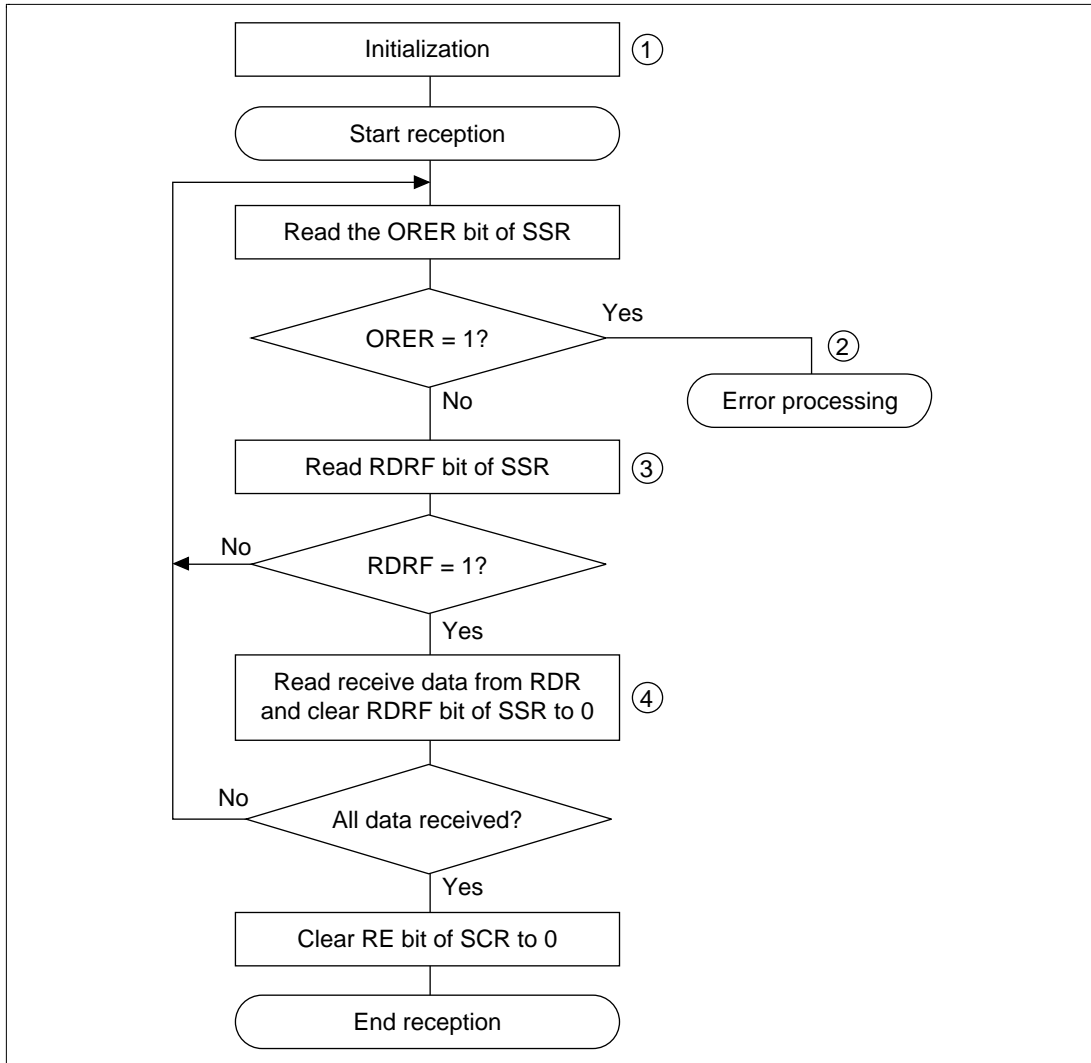 Initialization
①
Start reception
Read the ORER bit of SSR
ORER = 1?
Yes
②
Error processing
No
Read RDRF bit of SSR
③
No
RDRF = 1?
Yes
Read receive data from RDR
and clear RDRF bit of SSR to 0
④
No
All data received?
Yes
Clear RE bit of SCR to 0
End reception